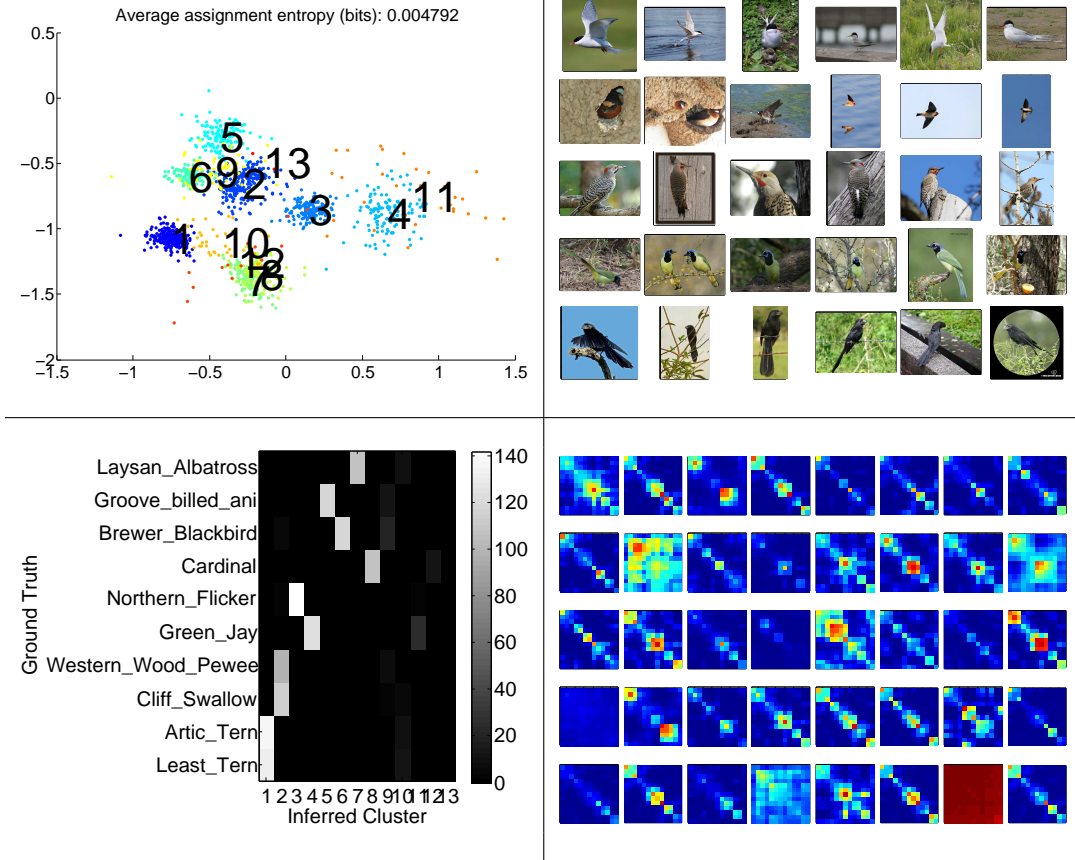 Average assignment entropy (bits): 0.004792
0.5
0
−0.5
−1
−1.5
−2
−1.5
−1
−0.5
0
0.5
1
1.5
5
6
9
2
13
3
4
11
1
10
12
7
8
Ground Truth
Laysan_Albatross
Groove_billed_ani
Brewer_Blackbird
Cardinal
Northern_Flicker
Green_Jay
Western_Wood_Pewee
Cliff_Swallow
Artic_Tern
Least_Tern
1 2 3 4 5 6 7 8 9 10 11 12 13
Inferred Cluster
140
120
100
80
60
40
20
0